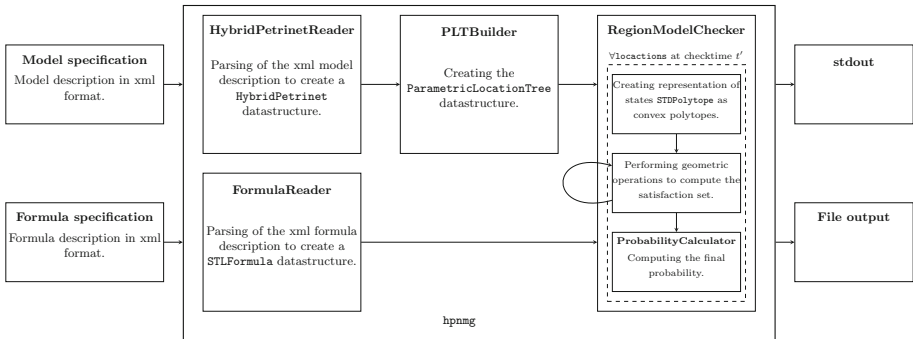 Model specification
Model description in xml
format.
Formula specification
Formula description in xml
format.
HybridPetrinetReader
Parsing of the xml model
description to create a
HybridPetrinet
datastructure.
FormulaReader
Parsing of the xml formula
description to create a
STLFormula datastructure.
PLTBuilder
Creating the
ParametricLocationTree
datastructure.
RegionModelChecker
∀locactions at checktime t′
Creating representation of
states STDPolytope as
convex polytopes.
Performing geometric
operations to compute the
satisfaction set.
ProbabilityCalculator
Computing the final
probability.
hpnmg
stdout
File output